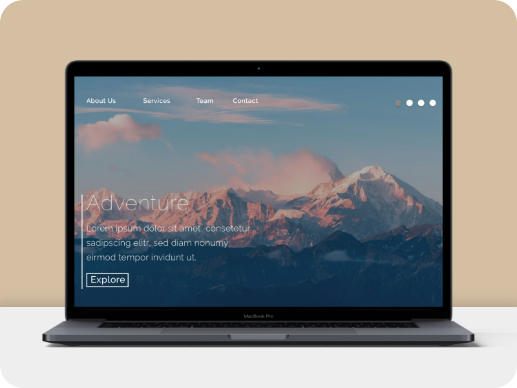 About Us Services Team Contact
Adventure
Lorem ipsum dolor sit amet, consetetur
sadipscing elitr, sed diam nonumy
eirmod tempor invidunt ut.
Explore
MacBook Pro